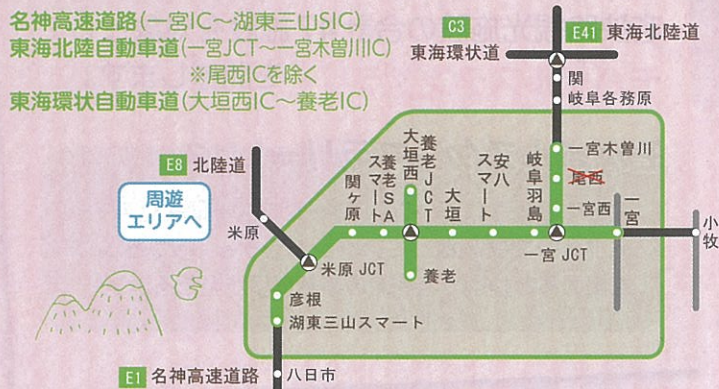 名神高速道路(一宮IC〜湖東三山SIC)
東海北陸自動車道(一宮JCT〜一宮木曽川IC)
※尾西ICを除く
東海環状自動車道(大垣西IC〜養老IC)
C3
東海環状道
E41 東海北陸道
関
岐阜各務原
一宮木曽川
尾西
一宮西
一宮
小牧
一宮 JCT
岐阜羽島
安八スマート
大垣
養老JCT
大垣西
養老
養老SAスマート
関ヶ原
E8 北陸道
周遊
エリアへ
米原
米原 JCT
彦根
湖東三山スマート
E1 名神高速道路
八日市